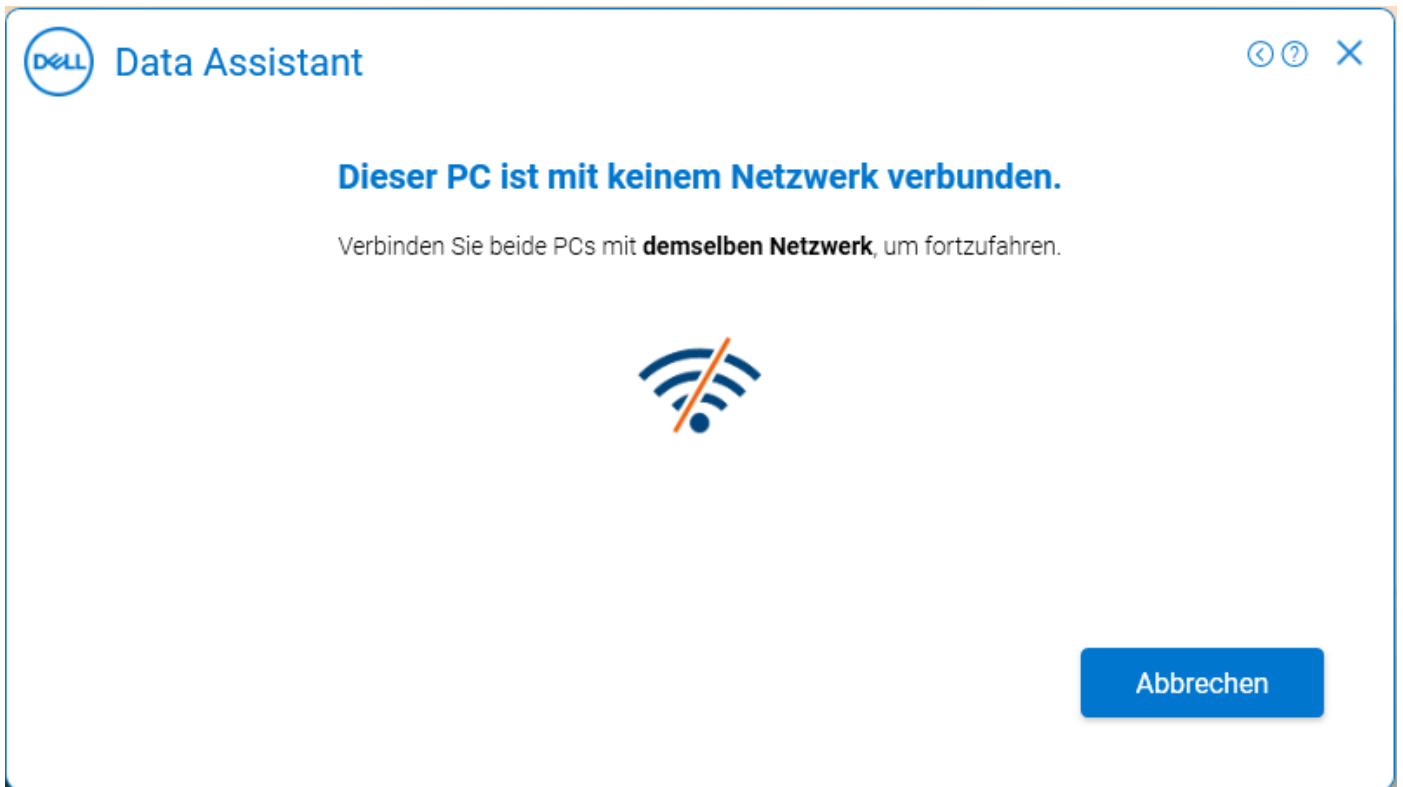 DELL Data Assistant
Dieser PC ist mit keinem Netzwerk verbunden.
Verbinden Sie beide PCs mit demselben Netzwerk, um fortzufahren.
Abbrechen